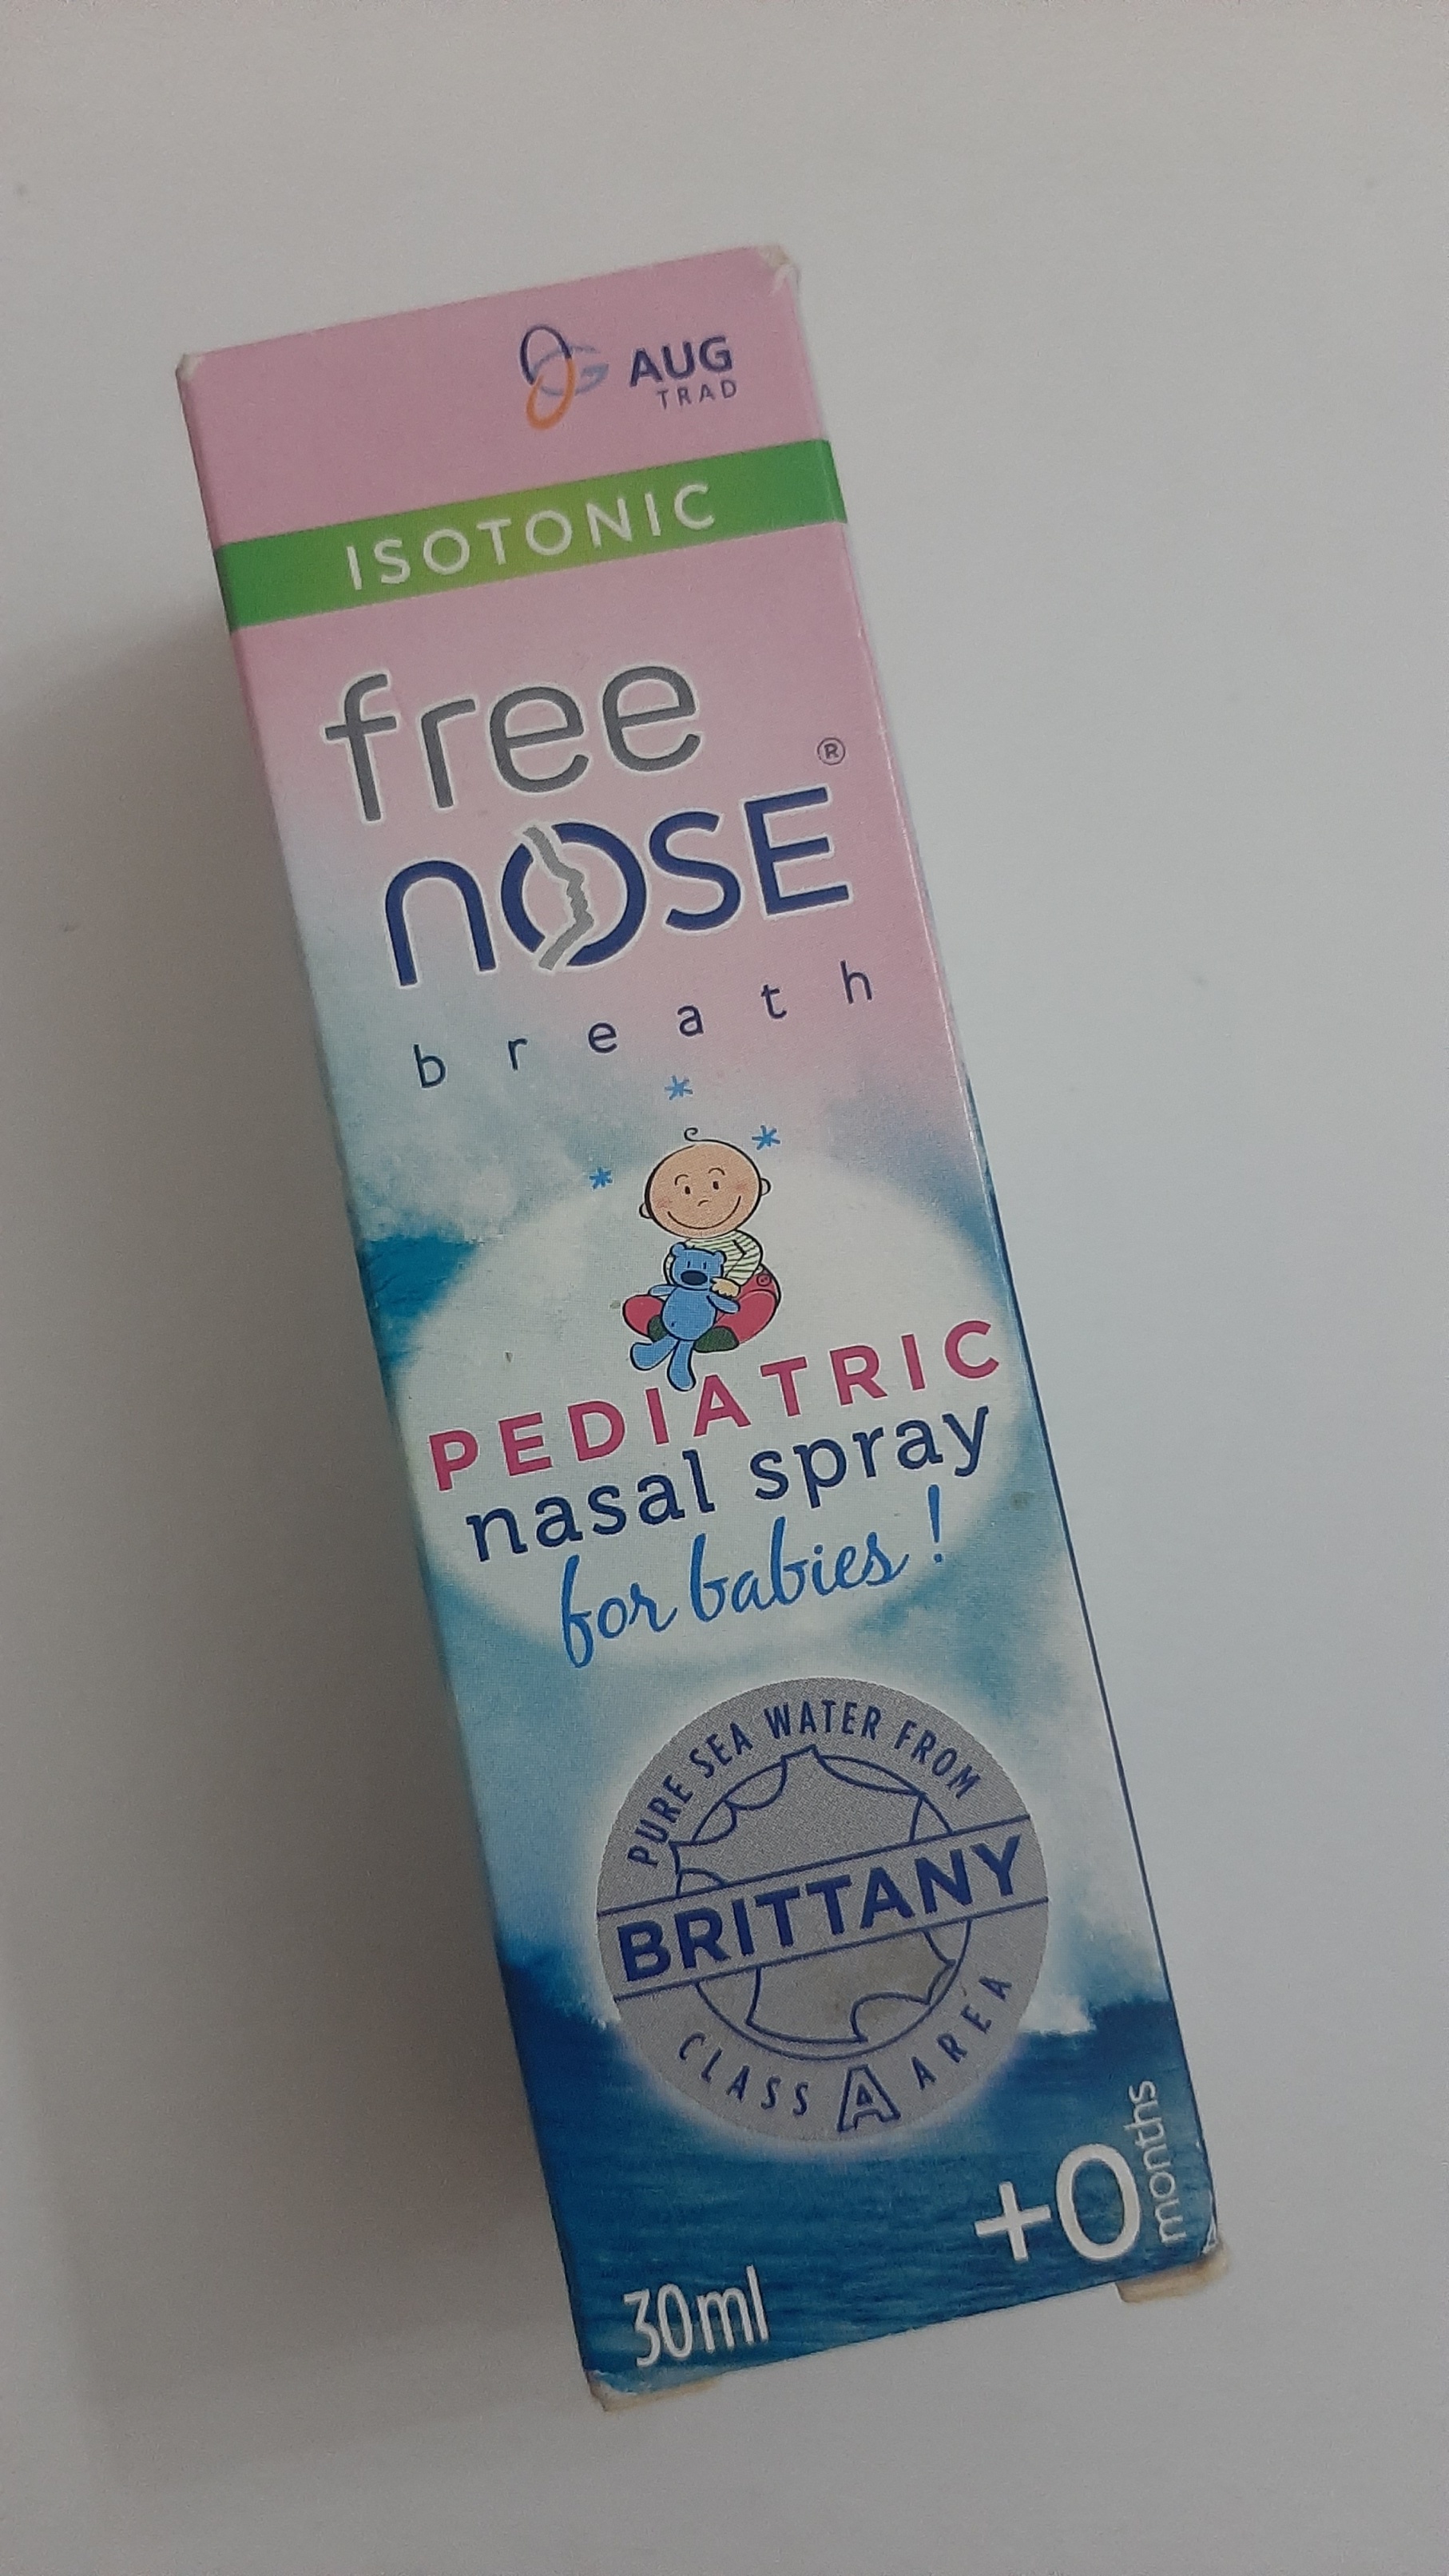 AUG
TRAD
ISOTONIC
free
nOSE®
breath
PEDIATRIC
nasal spray
for babies!
PURE SEA WATER FROM
BRITTANY
CLASS A AREA
+0 months
30ml